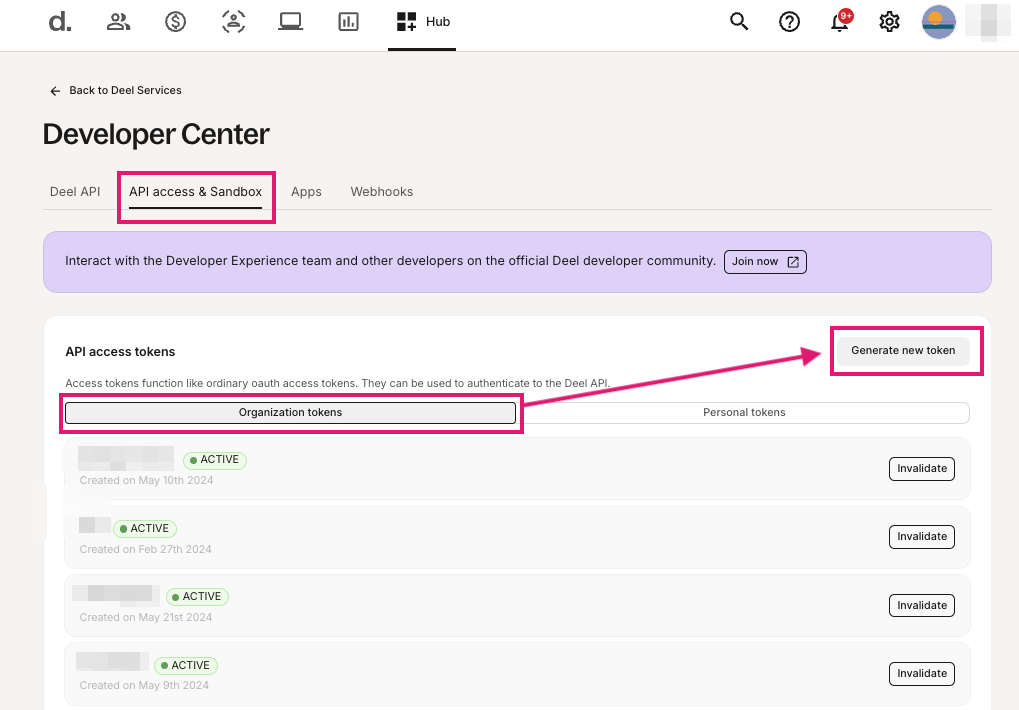 d.
Hub
9+
Back to Deel Services
Developer Center
Deel API
API access & Sandbox
Apps
Webhooks
Interact with the Developer Experience team and other developers on the official Deel developer community.
Join now
API access tokens
Generate new token
Access tokens function like ordinary oauth access tokens. They can be used to authenticate to the Deel API.
Organization tokens
Personal tokens
ACTIVE
Created on May 10th 2024
Invalidate
ACTIVE
Created on Feb 27th 2024
Invalidate
ACTIVE
Created on May 21st 2024
Invalidate
ACTIVE
Created on May 9th 2024
Invalidate